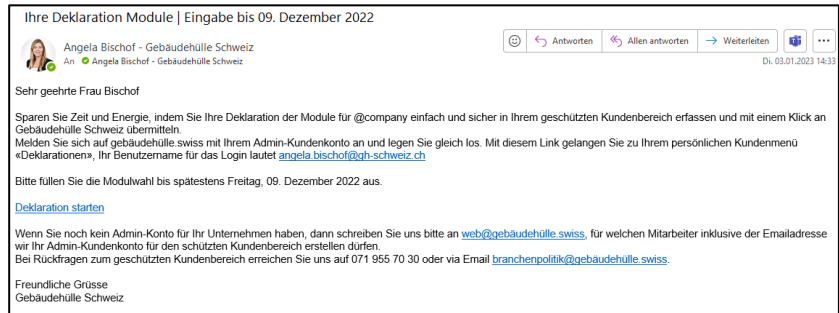 Ihre Deklaration Module | Eingabe bis 09. Dezember 2022
Angela Bischof - Gebäudehülle Schweiz
An Angela Bischof - Gebäudehülle Schweiz
Antworten
Allen antworten
Weiterleiten
Di. 03.01.2023 14:33
Sehr geehrte Frau Bischof
Sparen Sie Zeit und Energie, indem Sie Ihre Deklaration der Module für @company einfach und sicher in Ihrem geschützten Kundenbereich erfassen und mit einem Klick an
Gebäudehülle Schweiz übermitteln.
Melden Sie sich auf gebäudehülle.swiss mit Ihrem Admin-Kundenkonto an und legen Sie gleich los. Mit diesem Link gelangen Sie zu Ihrem persönlichen Kundenmenü
«Deklarationen», Ihr Benutzername für das Login lautet angela.bischof@gh-schweiz.ch
Bitte füllen Sie die Modulwahl bis spätestens Freitag, 09. Dezember 2022 aus.
Deklaration starten
Wenn Sie noch kein Admin-Konto für Ihr Unternehmen haben, dann schreiben Sie uns bitte an web@gebäudehülle.swiss, für welchen Mitarbeiter inklusive der Emailadresse
wir Ihr Admin-Kundenkonto für den schützten Kundenbereich erstellen dürfen.
Bei Rückfragen zum geschützten Kundenbereich erreichen Sie uns auf 071 955 70 30 oder via Email branchenpolitik@gebäudehülle.swiss.
Freundliche Grüsse
Gebäudehülle Schweiz